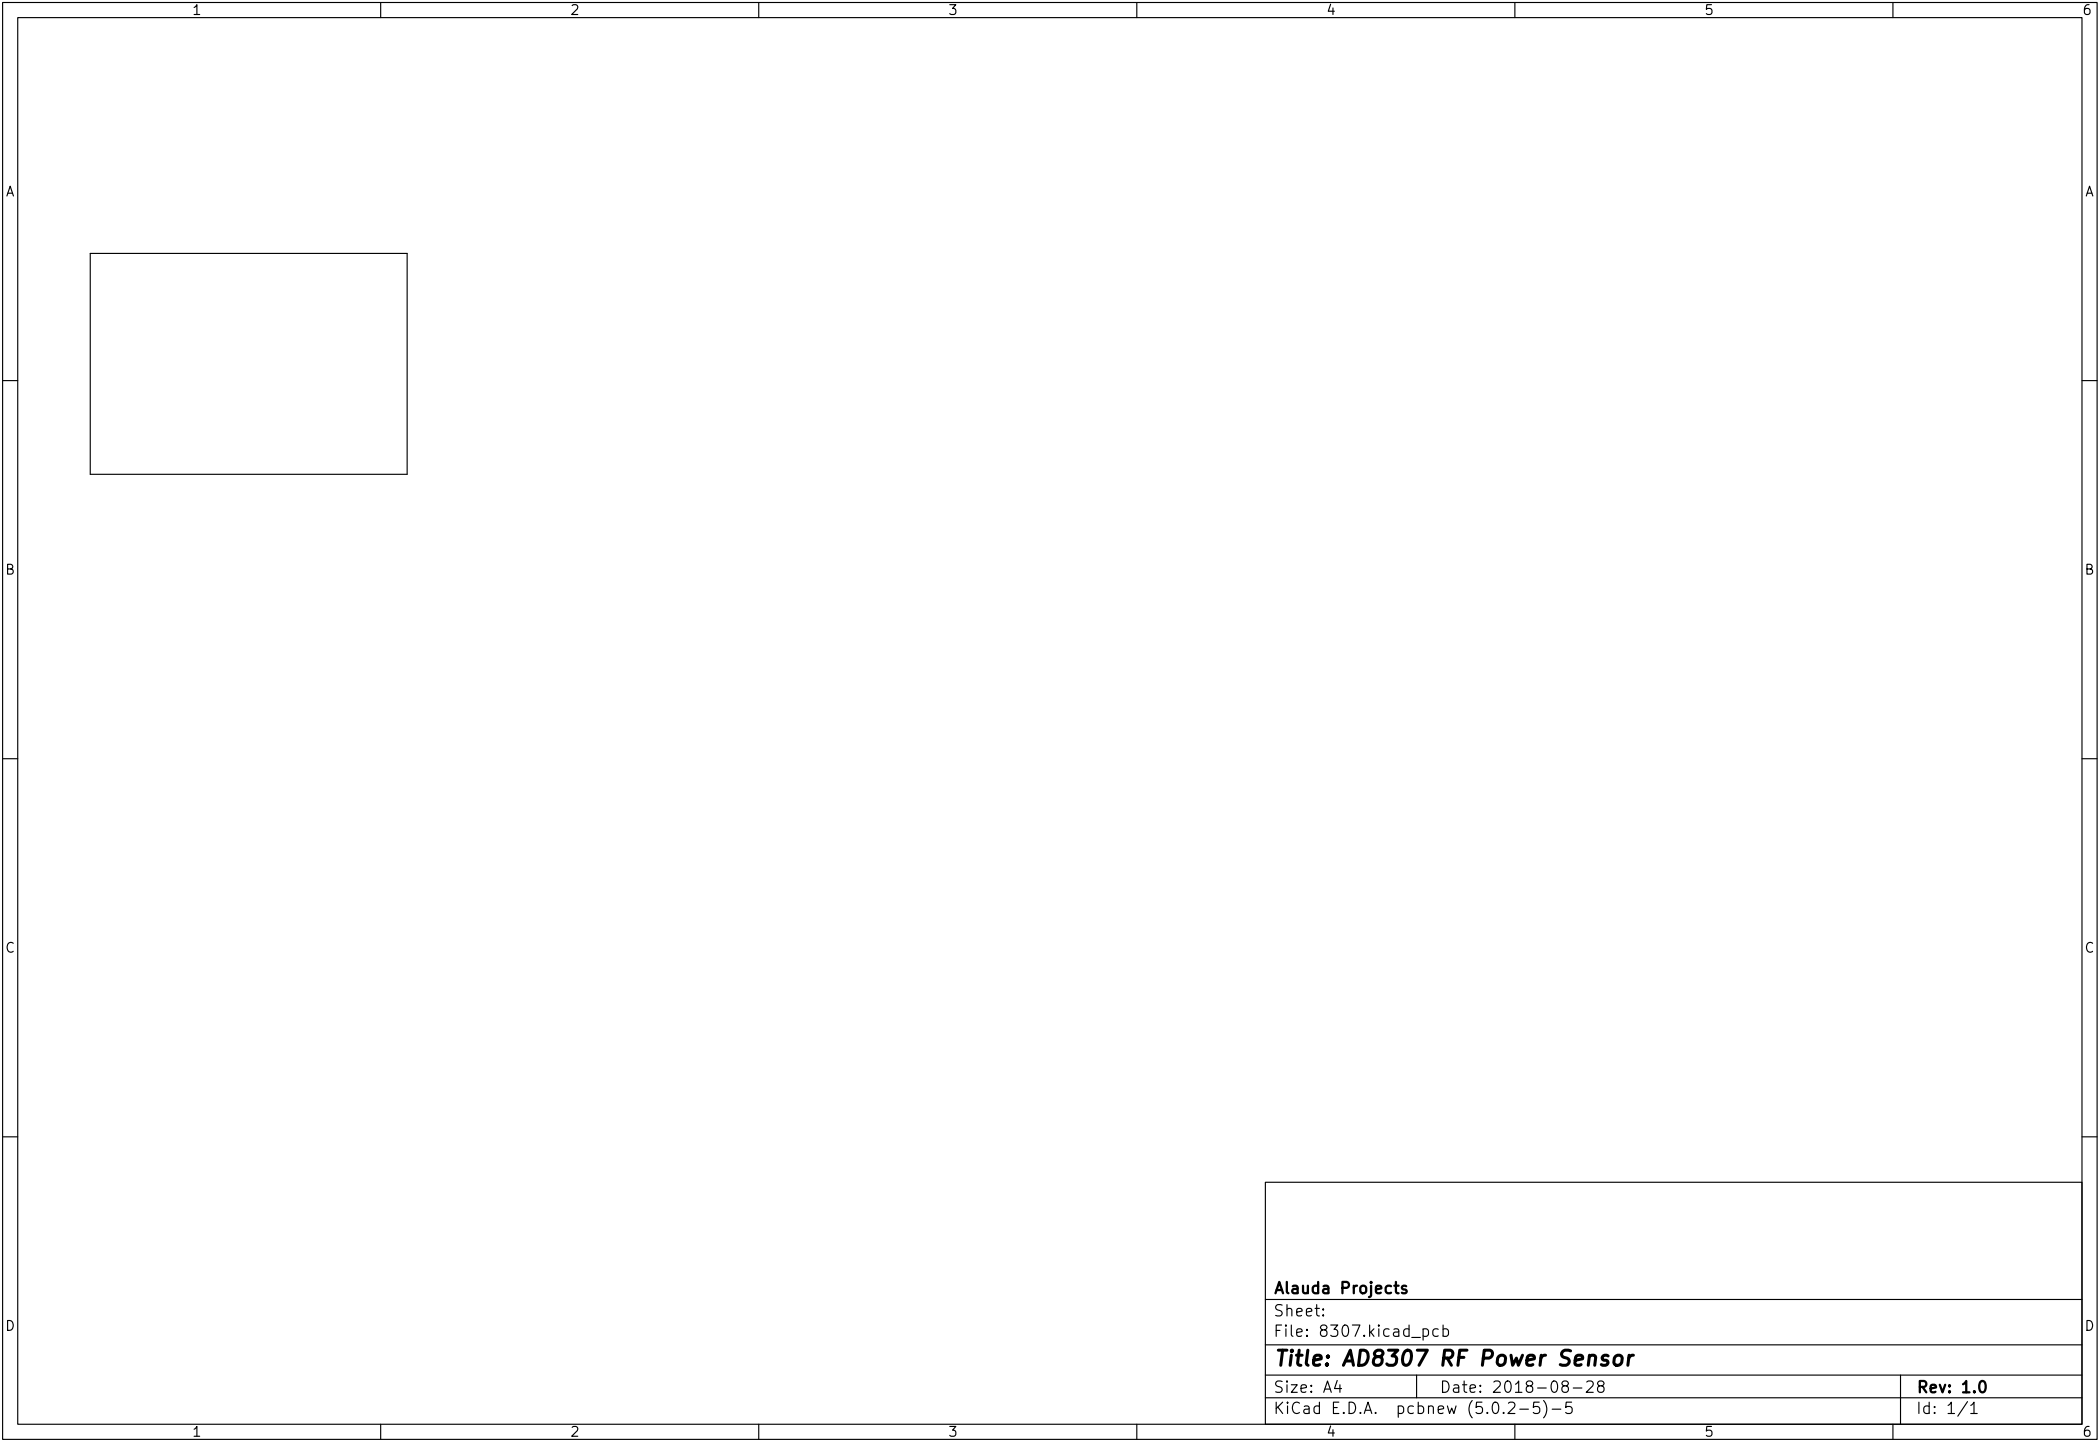 1 2 3 4 5 6
A A
B B
C C
Alauda Projects
Sheet:
File: 8307.kicad_pcb
D D
Title: AD8307 RF Power Sensor
Size: A4 Date: 2018-08-28 Rev: 1.0
KiCad E.D.A. pcbnew (5.0.2-5)-5 Id: 1/1
1 2 3 4 5 6